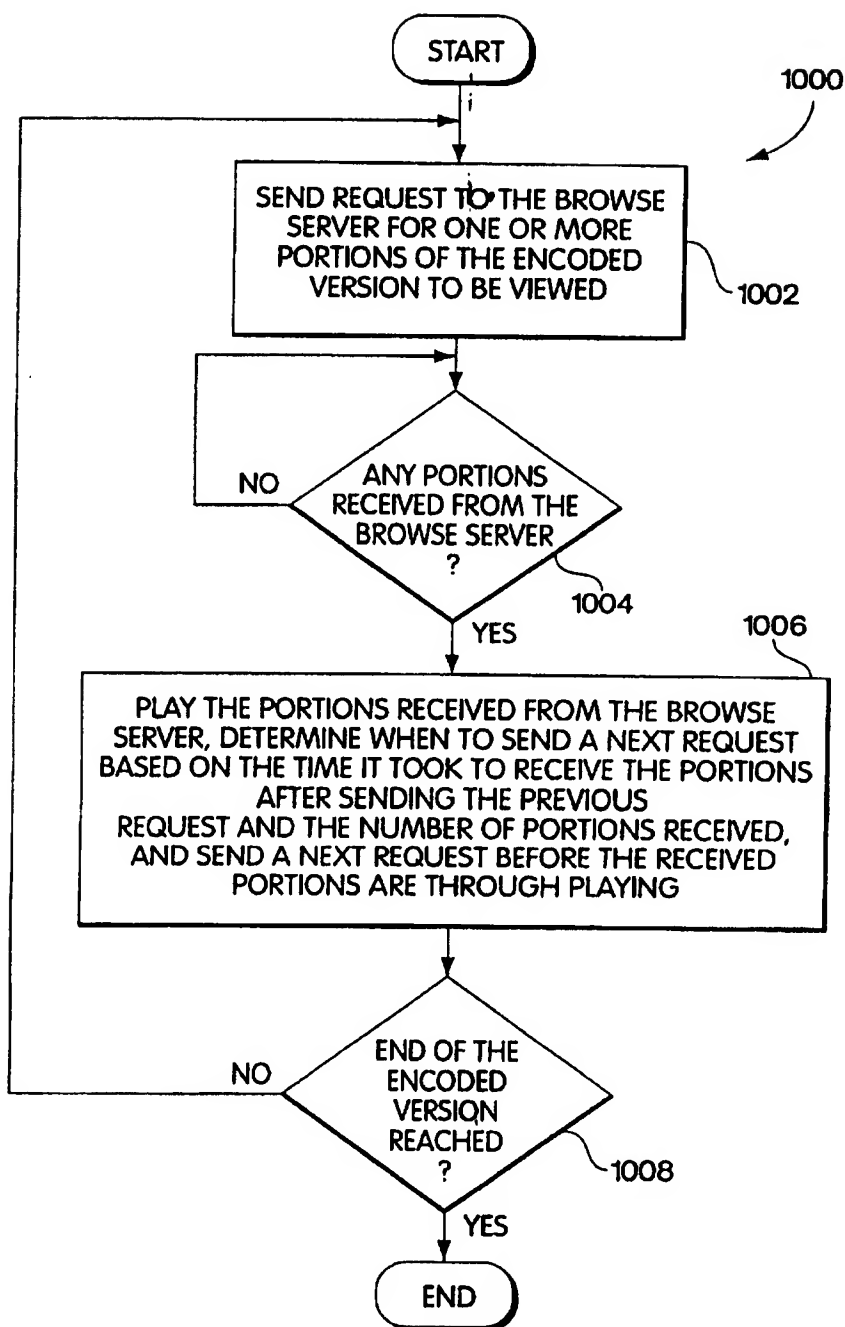 START
1000
SEND REQUEST TO THE BROWSE
SERVER FOR ONE OR MORE
PORTIONS OF THE ENCODED
VERSION TO BE VIEWED
1002
NO
ANY PORTIONS
RECEIVED FROM THE
BROWSE SERVER
?
1004
YES
1006
PLAY THE PORTIONS RECEIVED FROM THE BROWSE
SERVER, DETERMINE WHEN TO SEND A NEXT REQUEST
BASED ON THE TIME IT TOOK TO RECEIVE THE PORTIONS
AFTER SENDING THE PREVIOUS
REQUEST AND THE NUMBER OF PORTIONS RECEIVED,
AND SEND A NEXT REQUEST BEFORE THE RECEIVED
PORTIONS ARE THROUGH PLAYING
NO
END OF THE
ENCODED
VERSION
REACHED
?
1008
YES
END